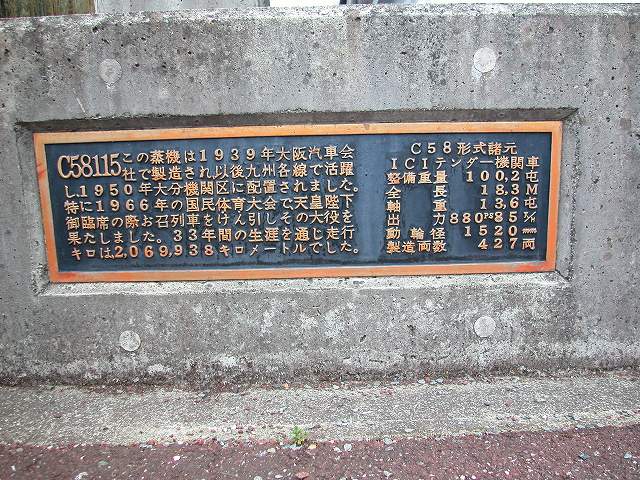 C58115この蒸機は1939年大阪汽車会
社で製造され以後九州各線で活躍
し1950年大分機関区に配置されました。
特に1966年の国民体育大会で天皇陛下
御臨席の際お召列車をけん引しその大役を
果たしました。33年間の生涯を通じ走行
キロは2,069,938キロメートルでした。
C58形式諸元
1C1テンダー機関車
整備重量 100,2屯
全長 18.3M
軸重 13,6屯
出力 880PS85
動輪径 1520mm
製造両数 427両